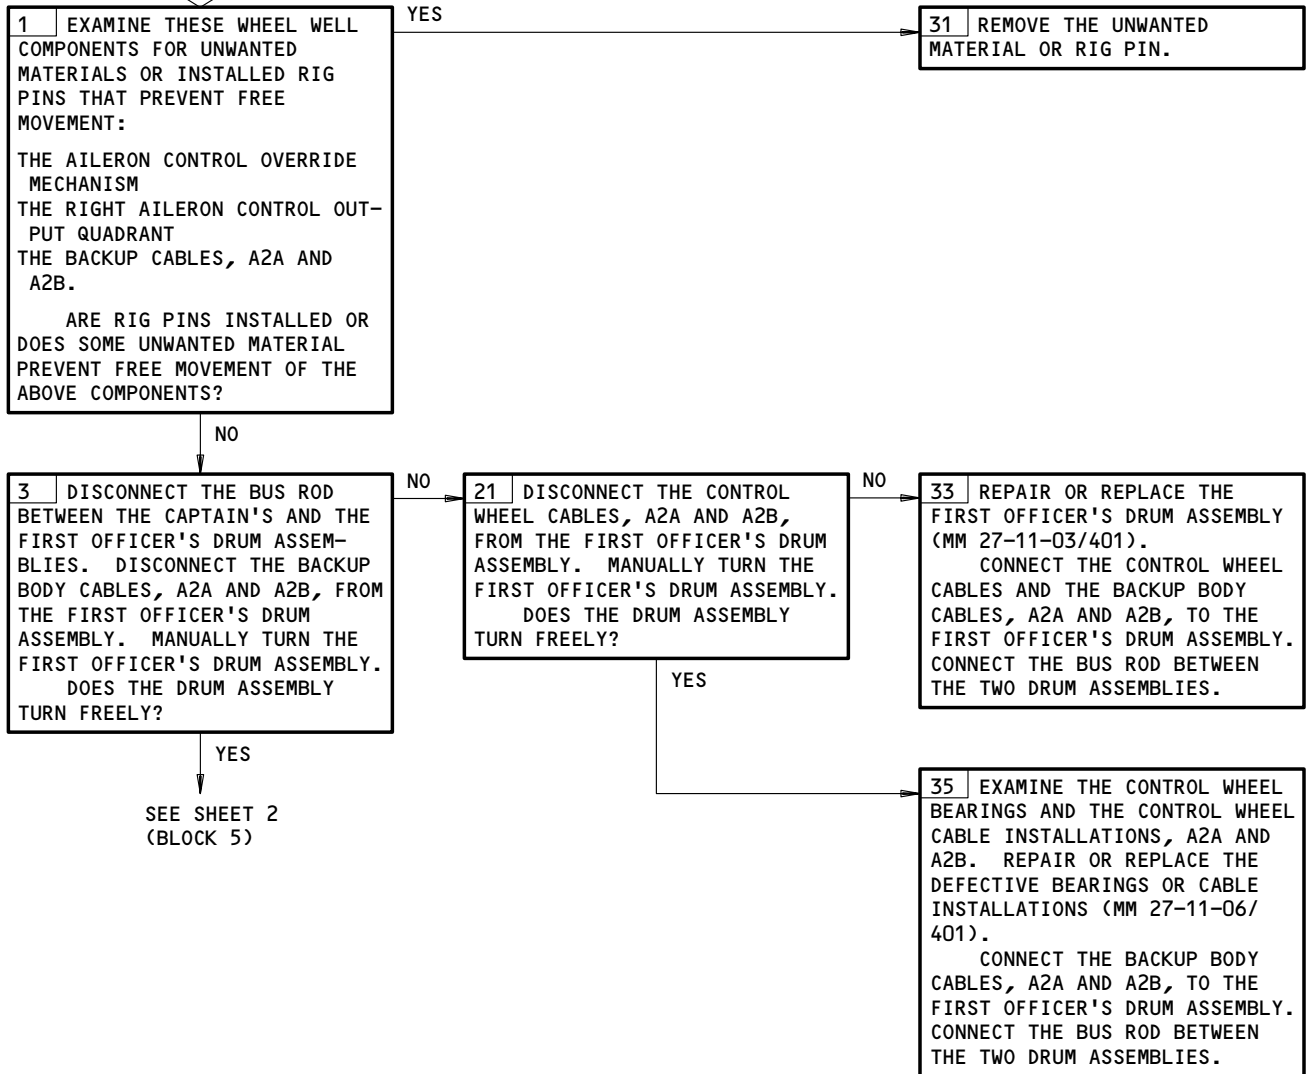 1 EXAMINE THESE WHEEL WELL
COMPONENTS FOR UNWANTED
MATERIALS OR INSTALLED RIG
PINS THAT PREVENT FREE
MOVEMENT:
THE AILERON CONTROL OVERRIDE
MECHANISM
THE RIGHT AILERON CONTROL OUT-
PUT QUADRANT
THE BACKUP CABLES, A2A AND
A2B.
ARE RIG PINS INSTALLED OR
DOES SOME UNWANTED MATERIAL
PREVENT FREE MOVEMENT OF THE
ABOVE COMPONENTS?
YES
31 REMOVE THE UNWANTED
MATERIAL OR RIG PIN.
NO
3 DISCONNECT THE BUS ROD
BETWEEN THE CAPTAIN'S AND THE
FIRST OFFICER'S DRUM ASSEM-
BLIES. DISCONNECT THE BACKUP
BODY CABLES, A2A AND A2B, FROM
THE FIRST OFFICER'S DRUM
ASSEMBLY. MANUALLY TURN THE
FIRST OFFICER'S DRUM ASSEMBLY.
DOES THE DRUM ASSEMBLY
TURN FREELY?
NO
21 DISCONNECT THE CONTROL
WHEEL CABLES, A2A AND A2B,
FROM THE FIRST OFFICER'S DRUM
ASSEMBLY. MANUALLY TURN THE
FIRST OFFICER'S DRUM ASSEMBLY.
DOES THE DRUM ASSEMBLY
TURN FREELY?
NO
33 REPAIR OR REPLACE THE
FIRST OFFICER'S DRUM ASSEMBLY
(MM 27-11-03/401).
CONNECT THE CONTROL WHEEL
CABLES AND THE BACKUP BODY
CABLES, A2A AND A2B, TO THE
FIRST OFFICER'S DRUM ASSEMBLY.
CONNECT THE BUS ROD BETWEEN
THE TWO DRUM ASSEMBLIES.
YES
YES
SEE SHEET 2
(BLOCK 5)
35 EXAMINE THE CONTROL WHEEL
BEARINGS AND THE CONTROL WHEEL
CABLE INSTALLATIONS, A2A AND
A2B. REPAIR OR REPLACE THE
DEFECTIVE BEARINGS OR CABLE
INSTALLATIONS (MM 27-11-06/
401).
CONNECT THE BACKUP BODY
CABLES, A2A AND A2B, TO THE
FIRST OFFICER'S DRUM ASSEMBLY.
CONNECT THE BUS ROD BETWEEN
THE TWO DRUM ASSEMBLIES.